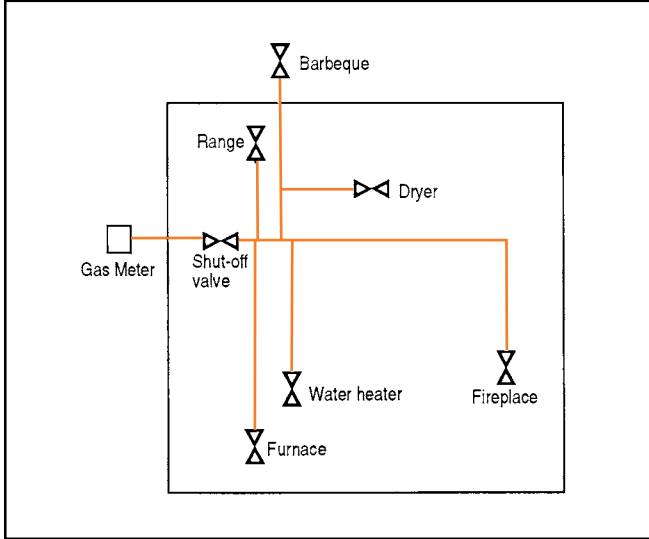 Barbeque
Range
Dryer
Gas Meter
Shut-off
valve
Water heater
Fireplace
Furnace